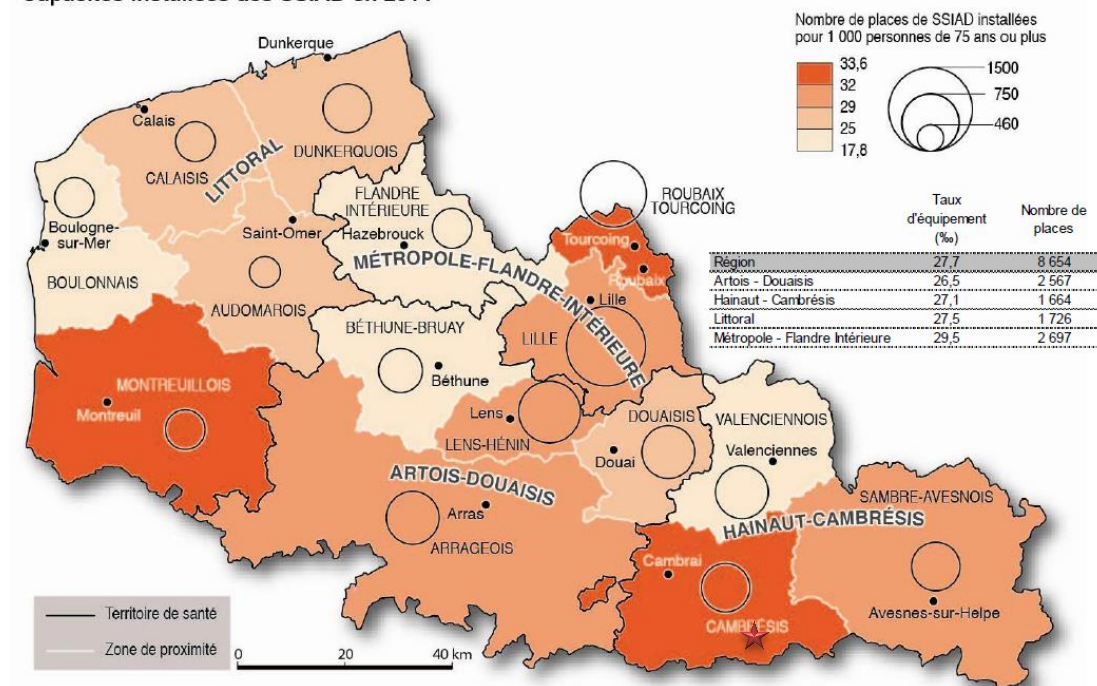 Nombre de places de SSIAD installées
pour 1 000 personnes de 75 ans ou plus
33,6
32
29
25
17,8
1500
750
460
Dunkerque
Calais
DUNKERQUOIS
CALAISIS
LITTORAL
FLANDRE
INTÉRIEURE
ROUBAIX
TOURCOING
Boulogne-
sur-Mer
Saint-Omer
Hazebrouck
Tourcoing
Roubaix
MÉTROPOLE-FLANDRE-INTÉRIEURE
BOULONNAIS
AUDOMAROIS
Lille
LILLE
BÉTHUNE-BRUAY
Béthune
MONTREUILLOIS
Montreuil
Lens
LENS-HÉNIN
DOUAISIS
Douai
VALENCIENNOIS
Valenciennes
ARTOIS-DOUAISIS
Arras
ARRAGEOIS
SAMBRE-AVESNOIS
HAINAUT-CAMBRÉSIS
Cambrai
CAMBRÉSIS
Avesnes-sur-Helpe
Taux
d'équipement
(‰)
Nombre de
places
Région 27,7 8 654
Artois - Douaisis 26,5 2 567
Hainaut - Cambrésis 27,1 1 664
Littoral 27,5 1 726
Métropole - Flandre Intérieure 29,5 2 697
Territoire de santé
Zone de proximité
0 20 40 km